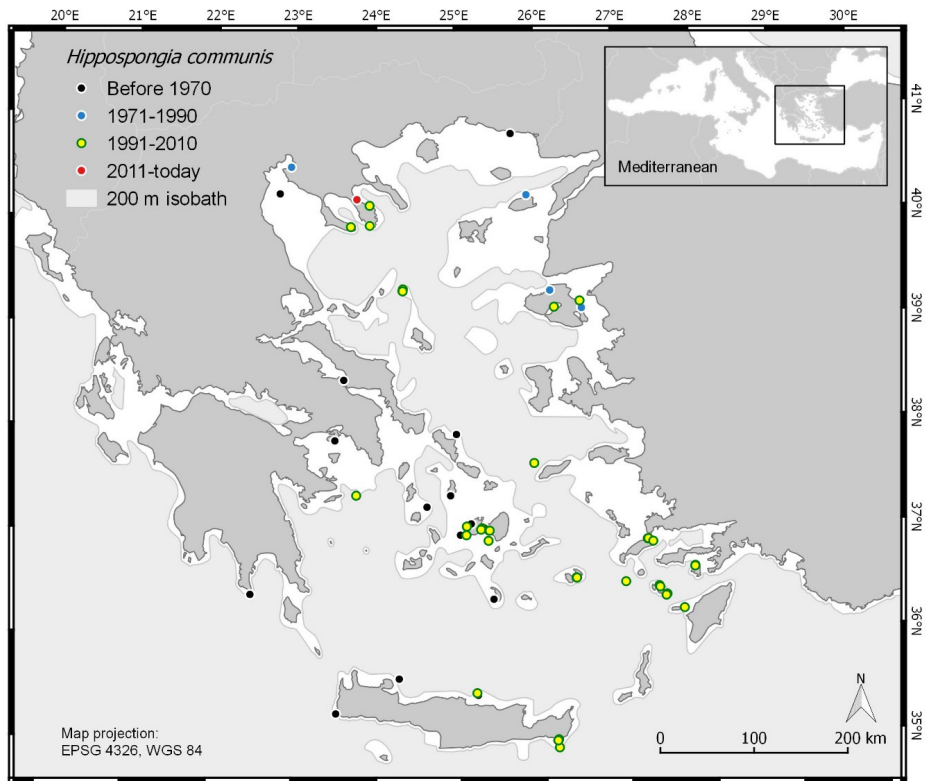 20°E 21°E 22°E 23°E 24°E 25°E 26°E 27°E 28°E 29°E 30°E
Hippospongia communis
Before 1970
1971-1990
1991-2010
2011-today
200 m isobath
Mediterranean
41°N
40°N
39°N
38°N
37°N
36°N
35°N
Map projection:
EPSG 4326, WGS 84
N
0 100 200 km